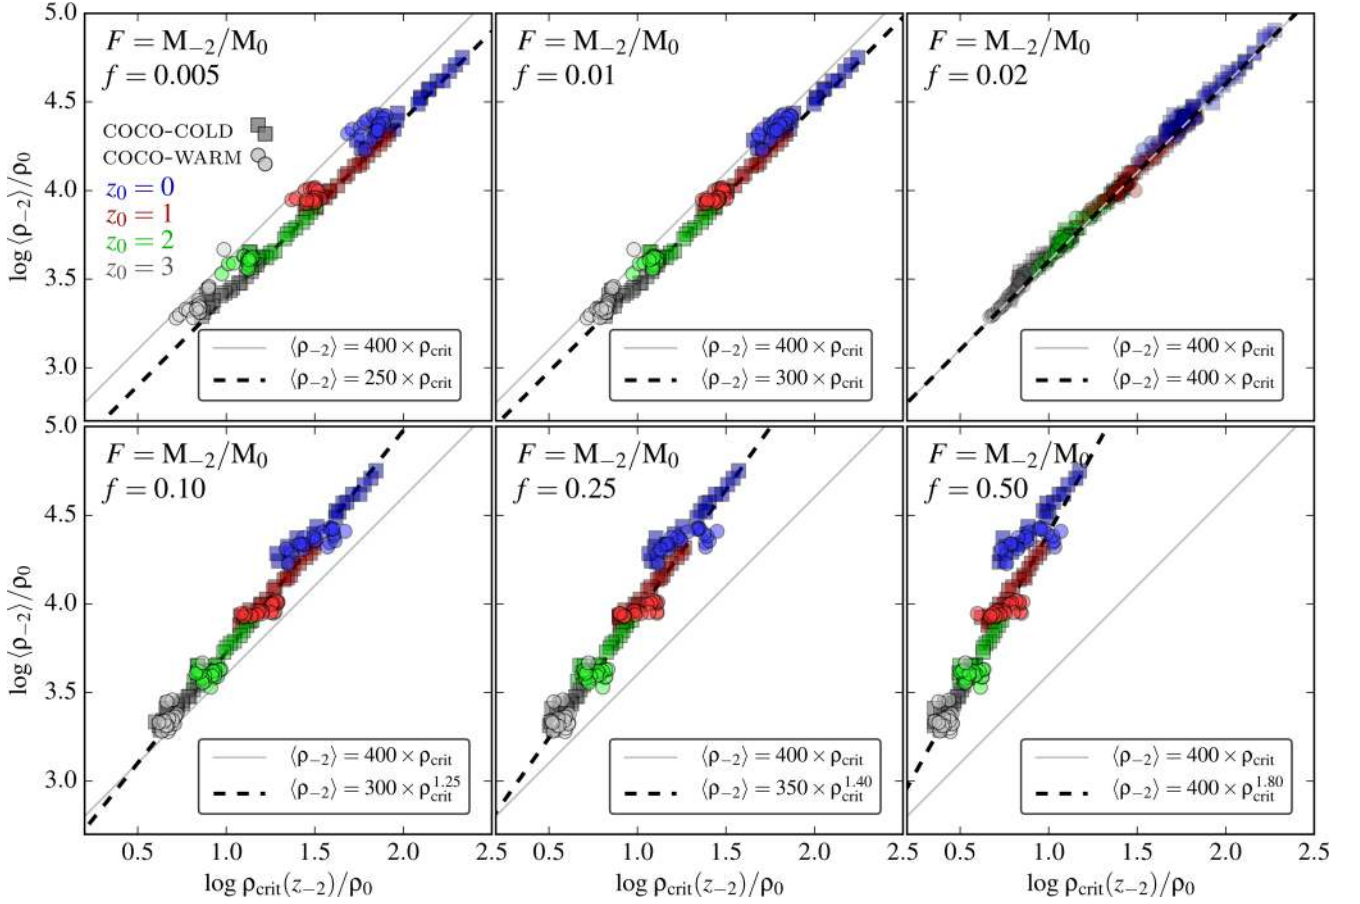 5.0
4.5
4.0
3.5
3.0
log ⟨ρ₋₂⟩/ρ₀
F = M₋₂/M₀
f = 0.005
COCO-COLD
COCO-WARM
z₀ = 0
z₀ = 1
z₀ = 2
z₀ = 3
⟨ρ₋₂⟩ = 400 × ρcrit
⟨ρ₋₂⟩ = 250 × ρcrit
F = M₋₂/M₀
f = 0.01
⟨ρ₋₂⟩ = 400 × ρcrit
⟨ρ₋₂⟩ = 300 × ρcrit
F = M₋₂/M₀
f = 0.02
⟨ρ₋₂⟩ = 400 × ρcrit
⟨ρ₋₂⟩ = 400 × ρcrit
5.0
4.5
4.0
3.5
3.0
log ⟨ρ₋₂⟩/ρ₀
F = M₋₂/M₀
f = 0.10
⟨ρ₋₂⟩ = 400 × ρcrit
⟨ρ₋₂⟩ = 300 × ρcrit^1.25
0.5 1.0 1.5 2.0 2.5
log ρcrit(z₋₂)/ρ₀
F = M₋₂/M₀
f = 0.25
⟨ρ₋₂⟩ = 400 × ρcrit
⟨ρ₋₂⟩ = 350 × ρcrit^1.40
0.5 1.0 1.5 2.0
log ρcrit(z₋₂)/ρ₀
F = M₋₂/M₀
f = 0.50
⟨ρ₋₂⟩ = 400 × ρcrit
⟨ρ₋₂⟩ = 400 × ρcrit^1.80
0.5 1.0 1.5 2.0 2.5
log ρcrit(z₋₂)/ρ₀